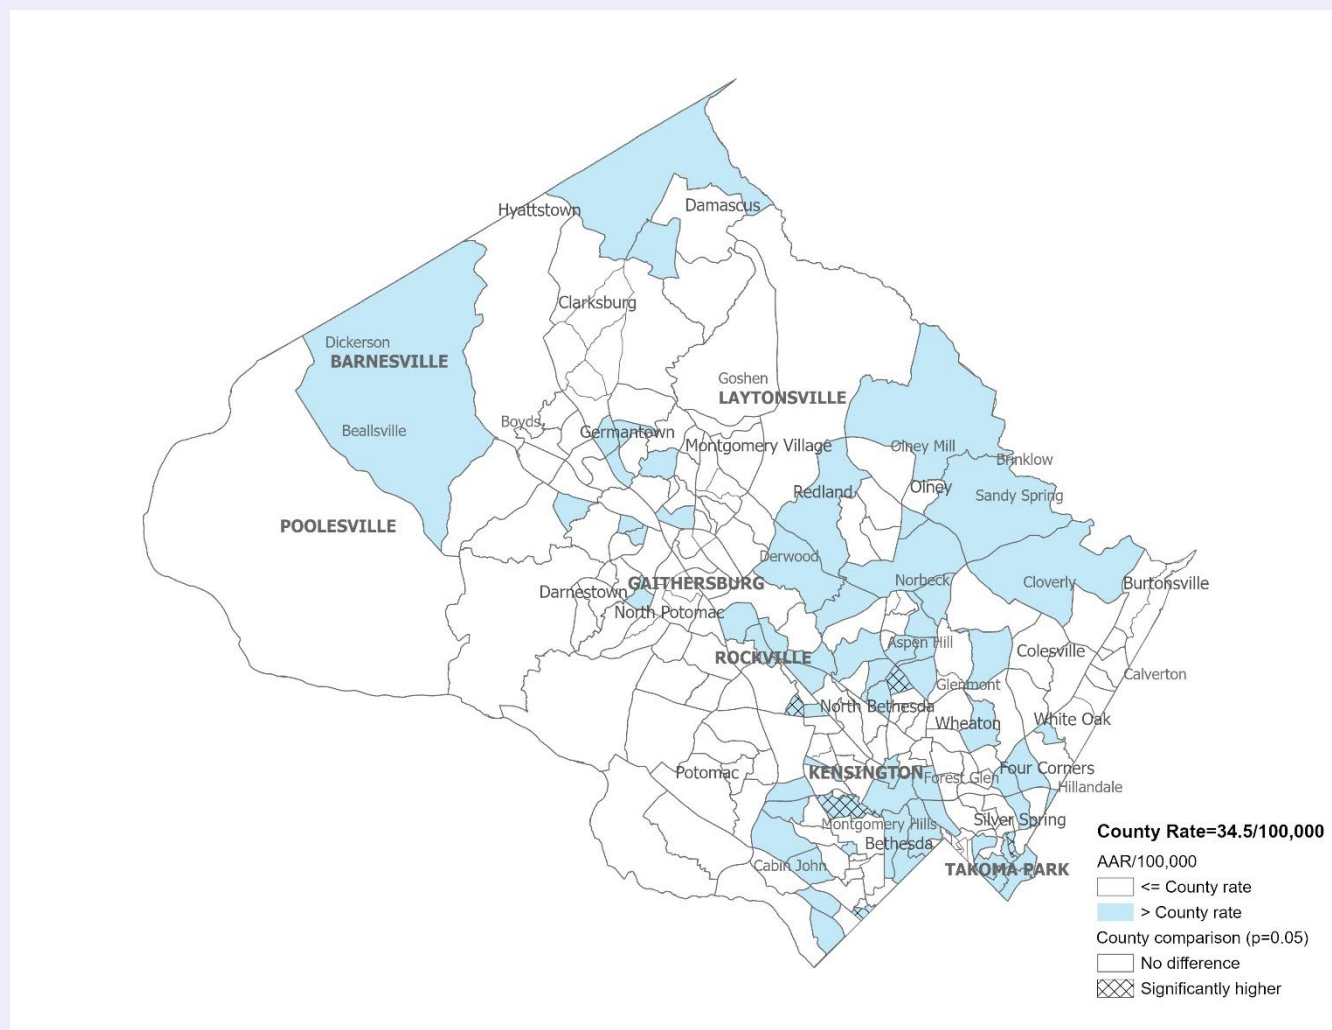 Hyattstown
Damascus
Clarksburg
Dickerson
BARNESVILLE
Goshen
LAYTONSVILLE
Beallsville
Boyds
Germantown
Montgomery Village
Olney Mill
Brinklow
Redland
Olney
Sandy Spring
POOLESVILLE
Derwood
GAITHERSBURG
Norbeck
Cloverly
Burtonsville
Darnestown
North Potomac
ROCKVILLE
Aspen Hill
Colesville
Calverton
Glenmont
North Bethesda
Wheaton
White Oak
Potomac
KENSINGTON
Forest Glen
Four Corners
Hillandale
Montgomery Hills
Silver Spring
Bethesda
Cabin John
TAKOMA PARK
County Rate=34.5/100,000
AAR/100,000
<= County rate
> County rate
County comparison (p=0.05)
No difference
Significantly higher